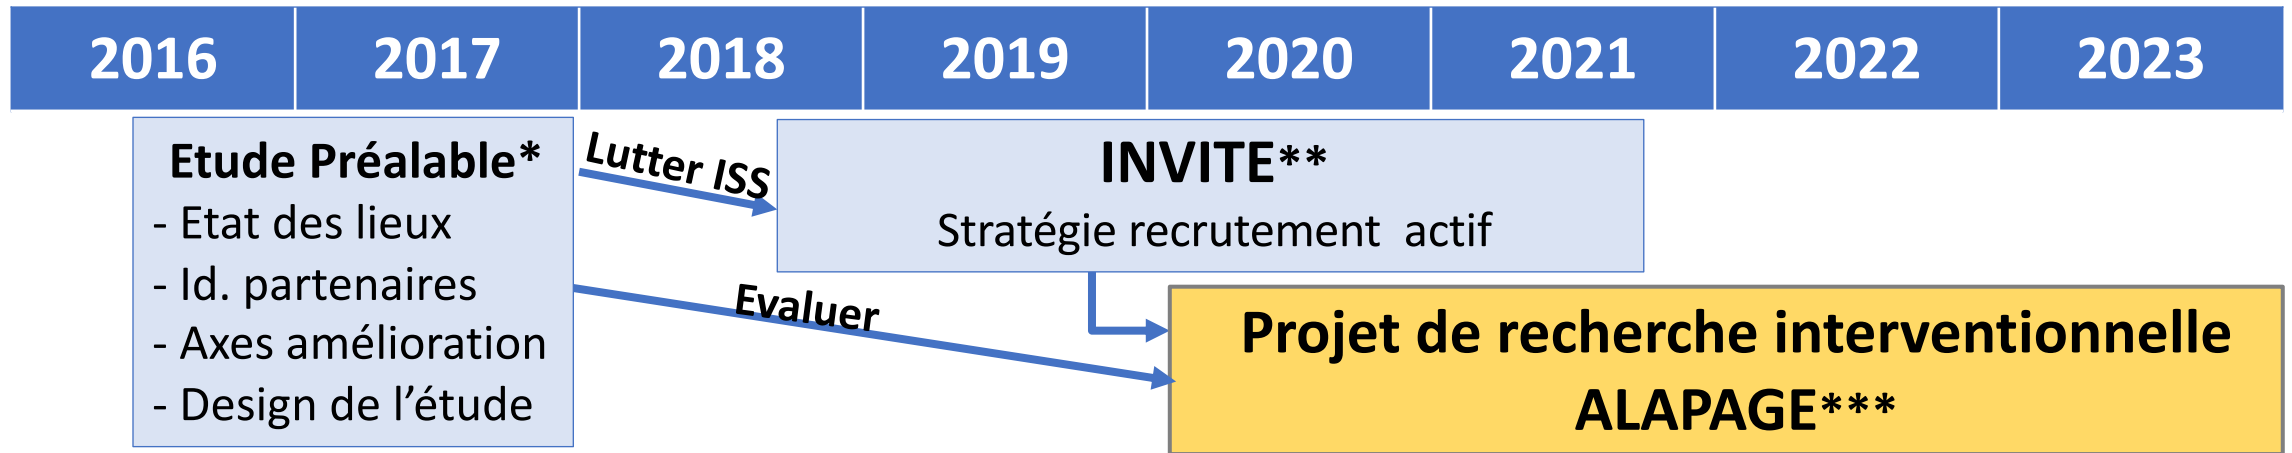 2016 2017 2018 2019 2020 2021 2022 2023
Etude Préalable*
- Etat des lieux
- Id. partenaires
- Axes amélioration
- Design de l'étude
Lutter ISS
Evaluer
INVITE**
Stratégie recrutement actif
Projet de recherche interventionnelle
ALAPAGE***